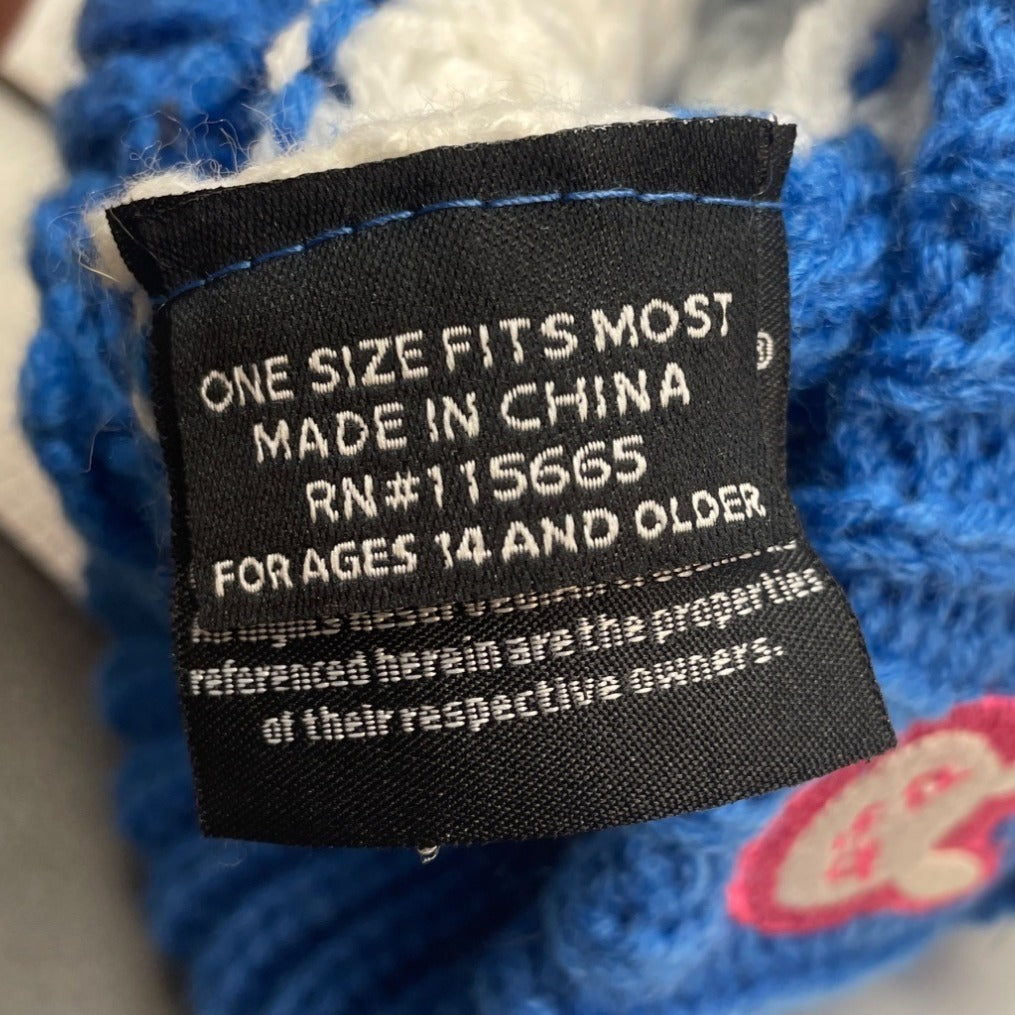 ONE SIZE FITS MOST
MADE IN CHINA
RN#115665
FOR AGES 14 AND OLDER
referenced herein are the properties
of their respective owners.